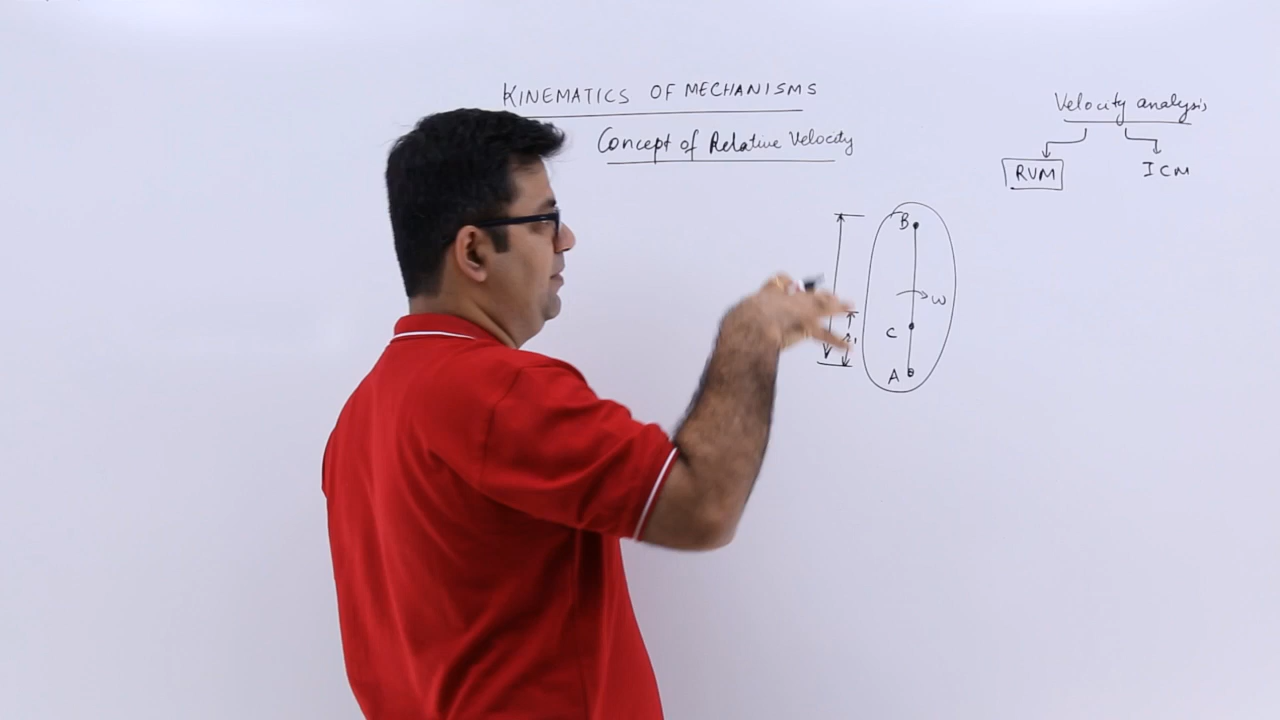 KINEMATICS OF MECHANISMS
Concept of Relative Velocity
Velocity analysis
RVM ICM
B
ω
C
A